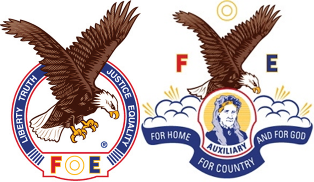 LIBERTY TRUTH
JUSTICE EQUALITY
®
F O E
F O E
AUXILIARY
FOR HOME
FOR COUNTRY
AND FOR GOD